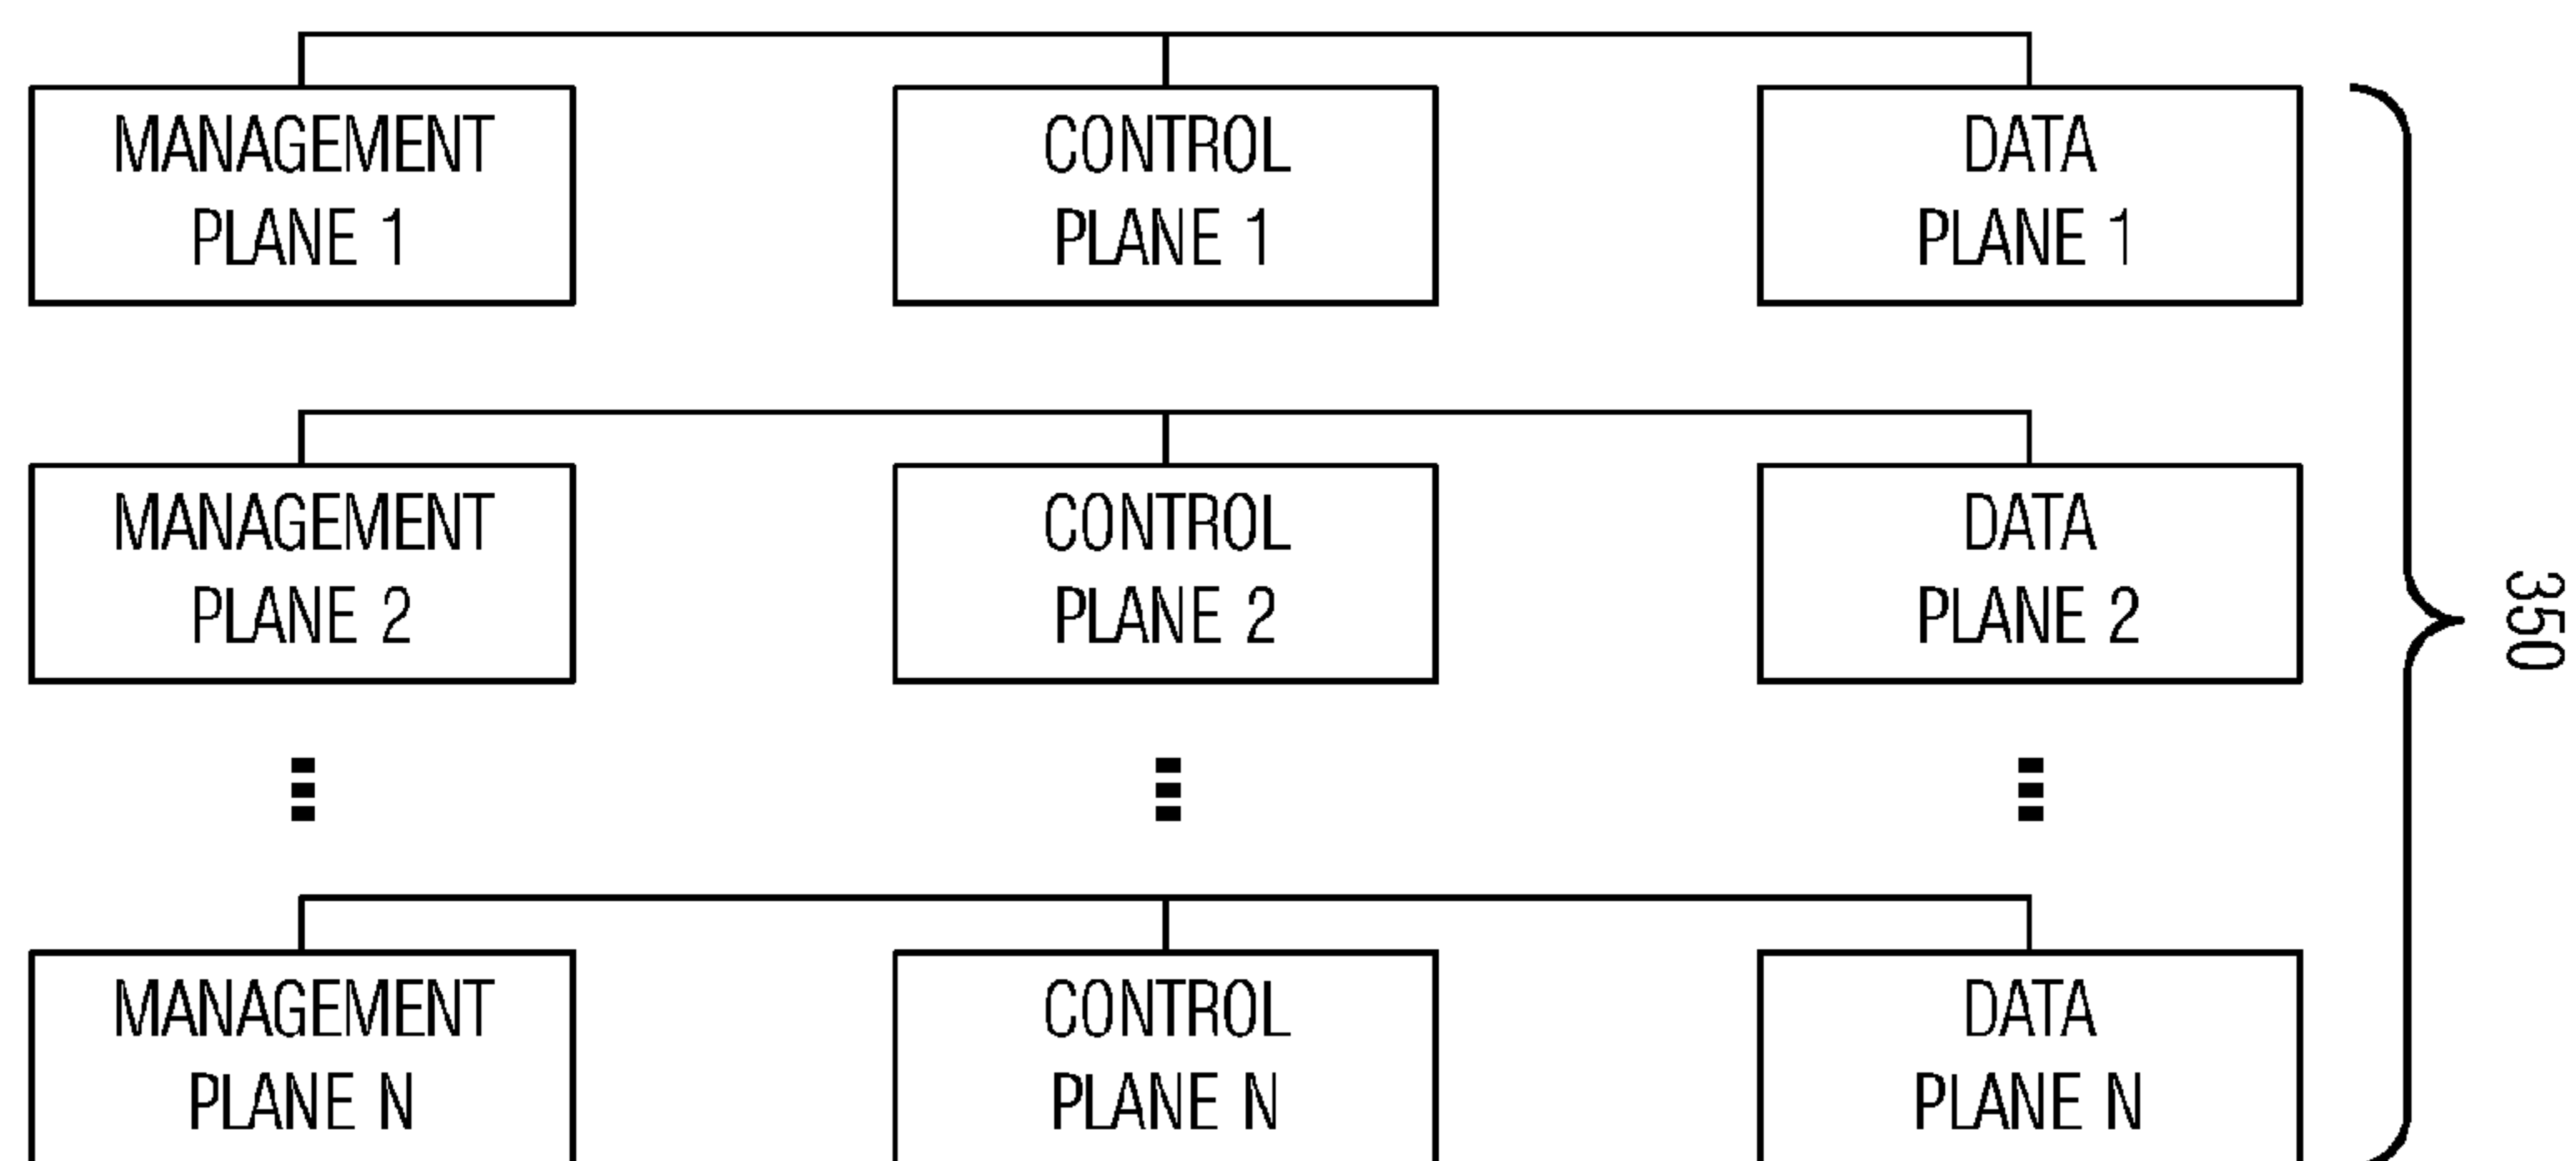 MANAGEMENT
PLANE 1
CONTROL
PLANE 1
DATA
PLANE 1
MANAGEMENT
PLANE 2
CONTROL
PLANE 2
DATA
PLANE 2
350
MANAGEMENT
PLANE N
CONTROL
PLANE N
DATA
PLANE N